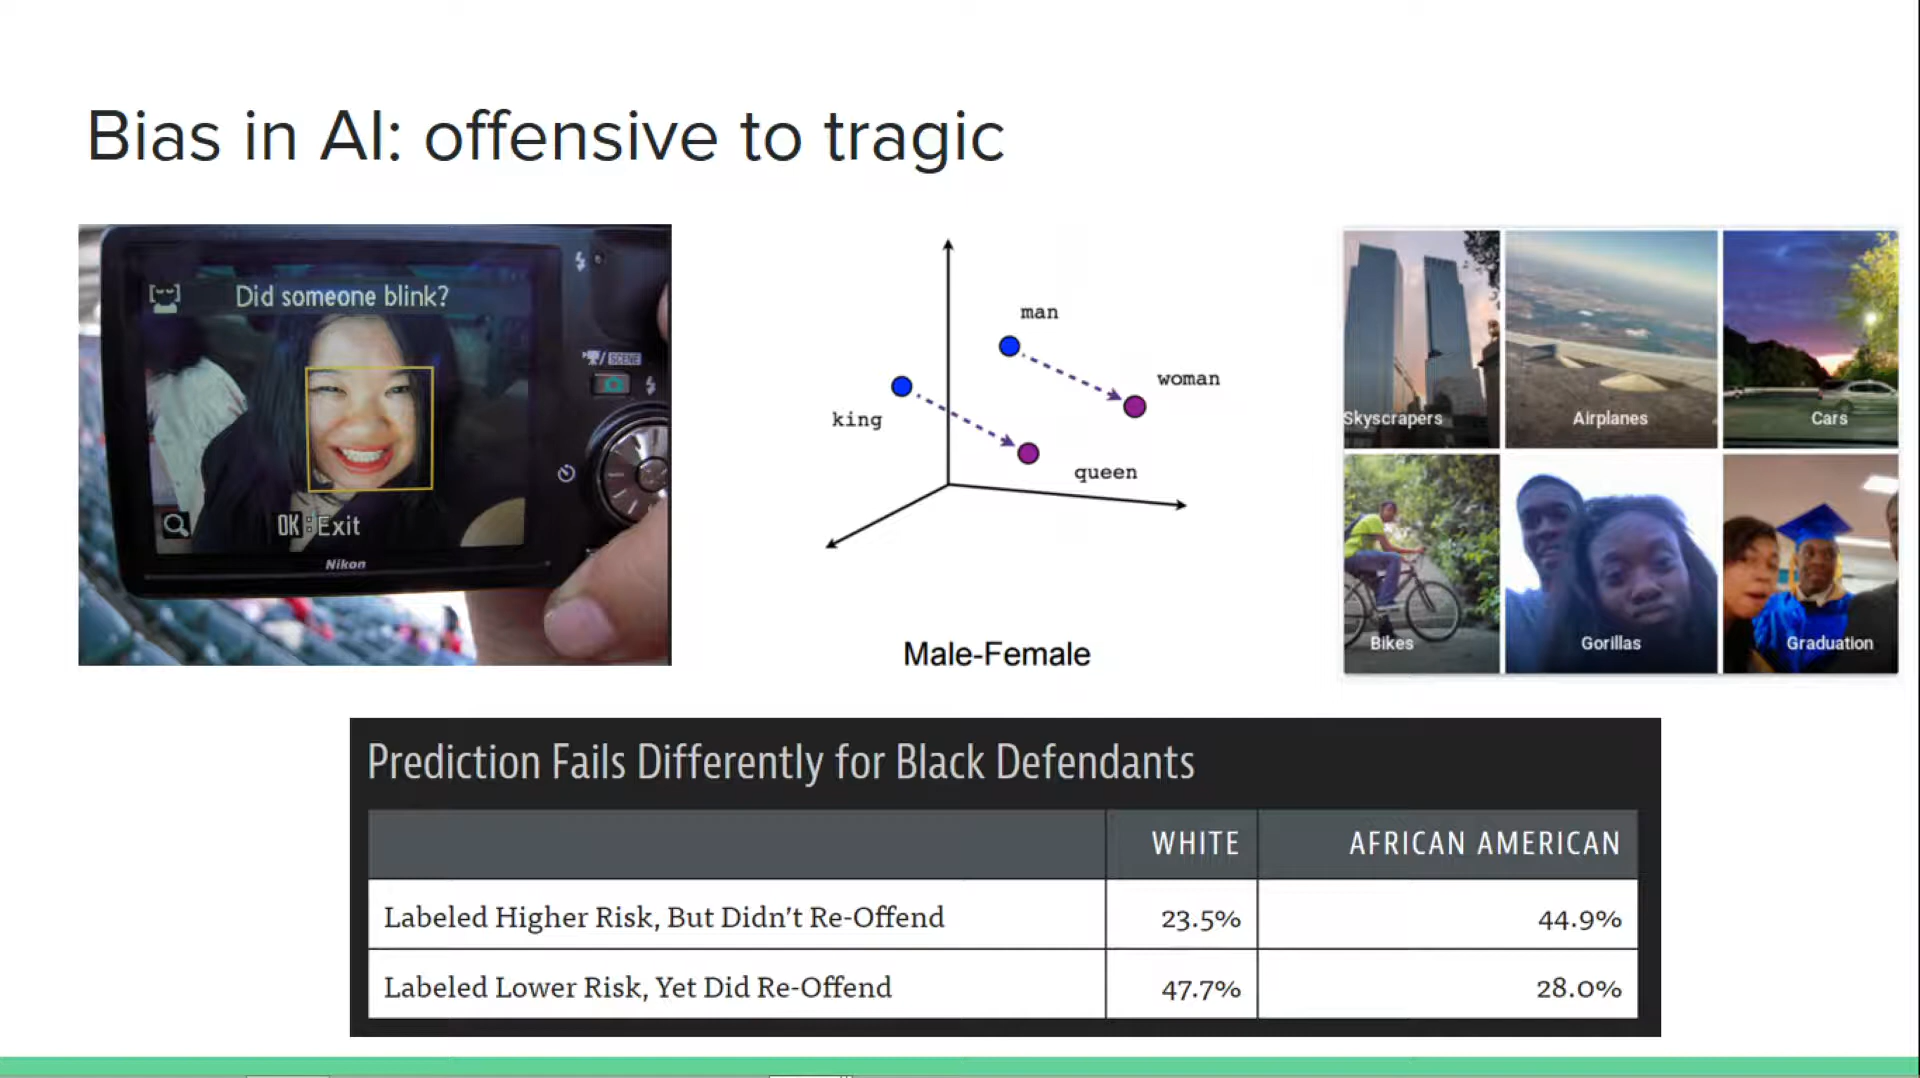 Bias in AI: offensive to tragic
Did someone blink?
SCENE
OK:Exit
Nikon
man
woman
king
queen
Male-Female
Skyscrapers
Airplanes
Cars
Bikes
Gorillas
Graduation
Prediction Fails Differently for Black Defendants
WHITE AFRICAN AMERICAN
Labeled Higher Risk, But Didn’t Re-Offend 23.5% 44.9%
Labeled Lower Risk, Yet Did Re-Offend 47.7% 28.0%